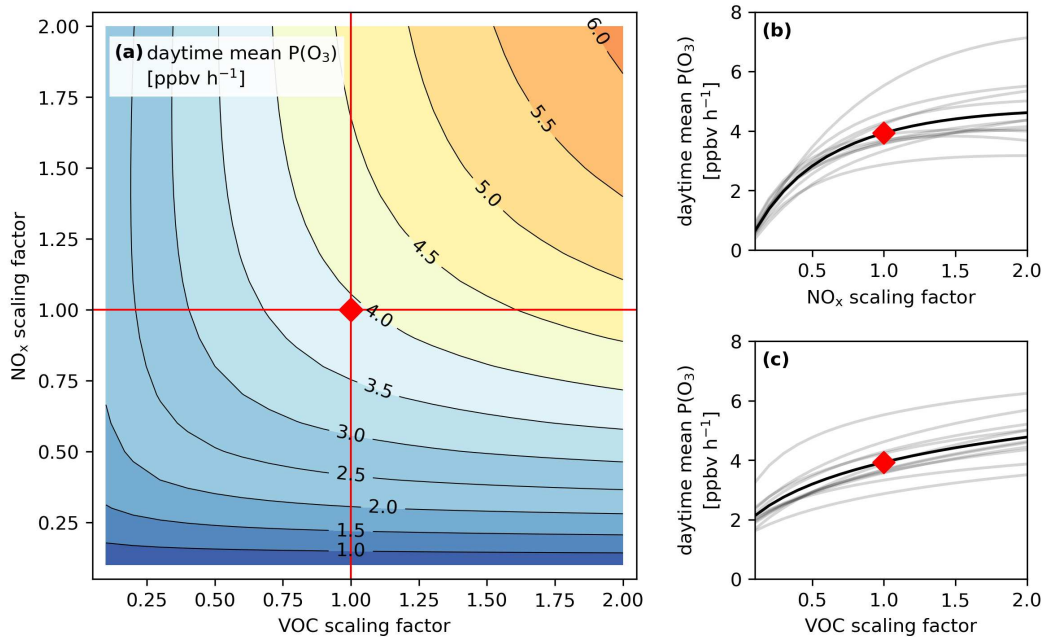 (a) daytime mean P(O₃)
[ppbv h⁻¹]
2.00
1.75
1.50
1.25
1.00
0.75
0.50
0.25
NOₓ scaling factor
6.0
5.5
5.0
4.5
4.0
3.5
3.0
2.5
2.0
1.5
1.0
0.25 0.50 0.75 1.00 1.25 1.50 1.75 2.00
VOC scaling factor
(b)
daytime mean P(O₃)
[ppbv h⁻¹]
8
6
4
2
0
0.5 1.0 1.5 2.0
NOₓ scaling factor
(c)
daytime mean P(O₃)
[ppbv h⁻¹]
8
6
4
2
0
0.5 1.0 1.5 2.0
VOC scaling factor